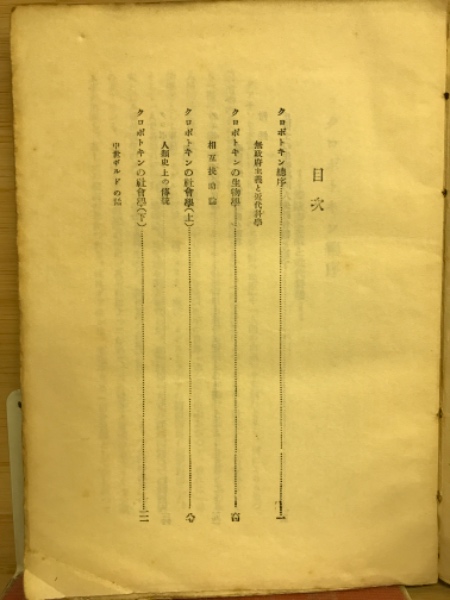 目次
クロポトキン總序……一
無政府主義と近代科學
クロポトキンの生物學……
相互扶助論
クロポトキンの社會學(上)……
人類史上の傳統
クロポトキンの社會學(下)……
中世ギルドの